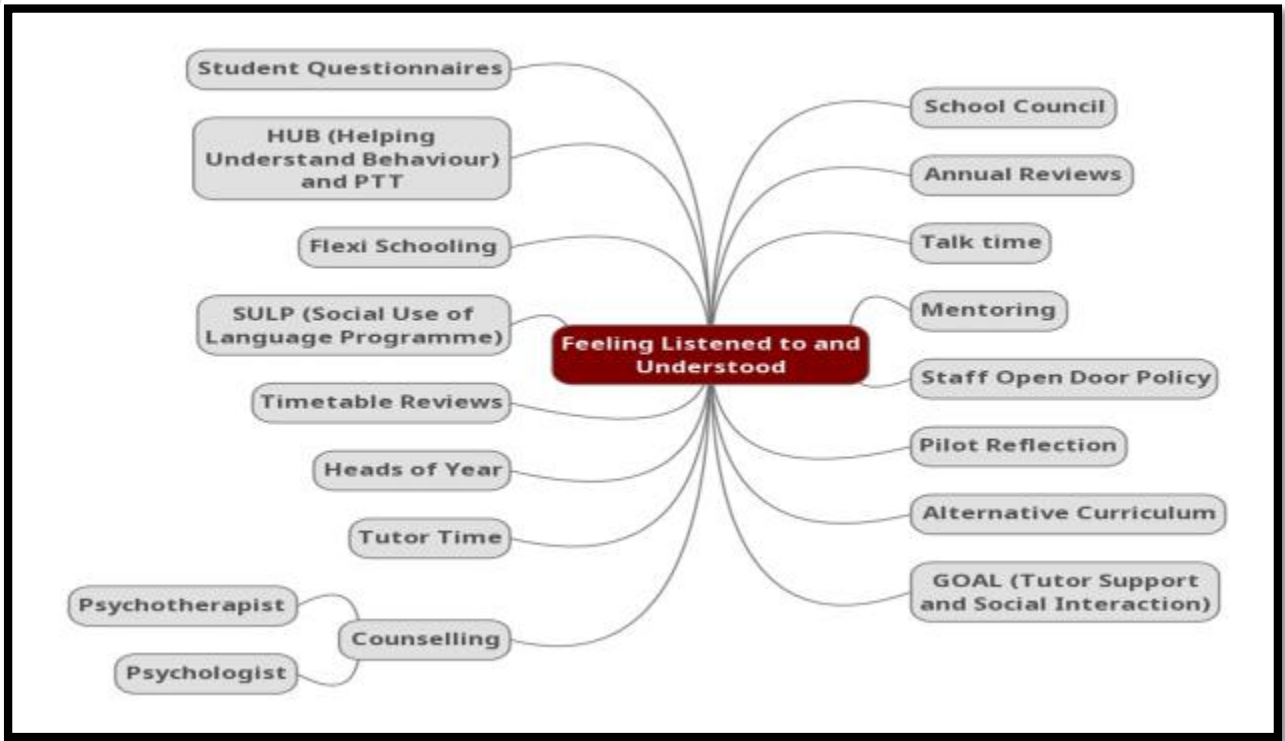 Student Questionnaires
HUB (Helping
Understand Behaviour)
and PTT
Flexi Schooling
SULP (Social Use of
Language Programme)
Timetable Reviews
Heads of Year
Tutor Time
Counselling
Psychotherapist
Psychologist
Feeling Listened to and
Understood
School Council
Annual Reviews
Talk time
Mentoring
Staff Open Door Policy
Pilot Reflection
Alternative Curriculum
GOAL (Tutor Support
and Social Interaction)